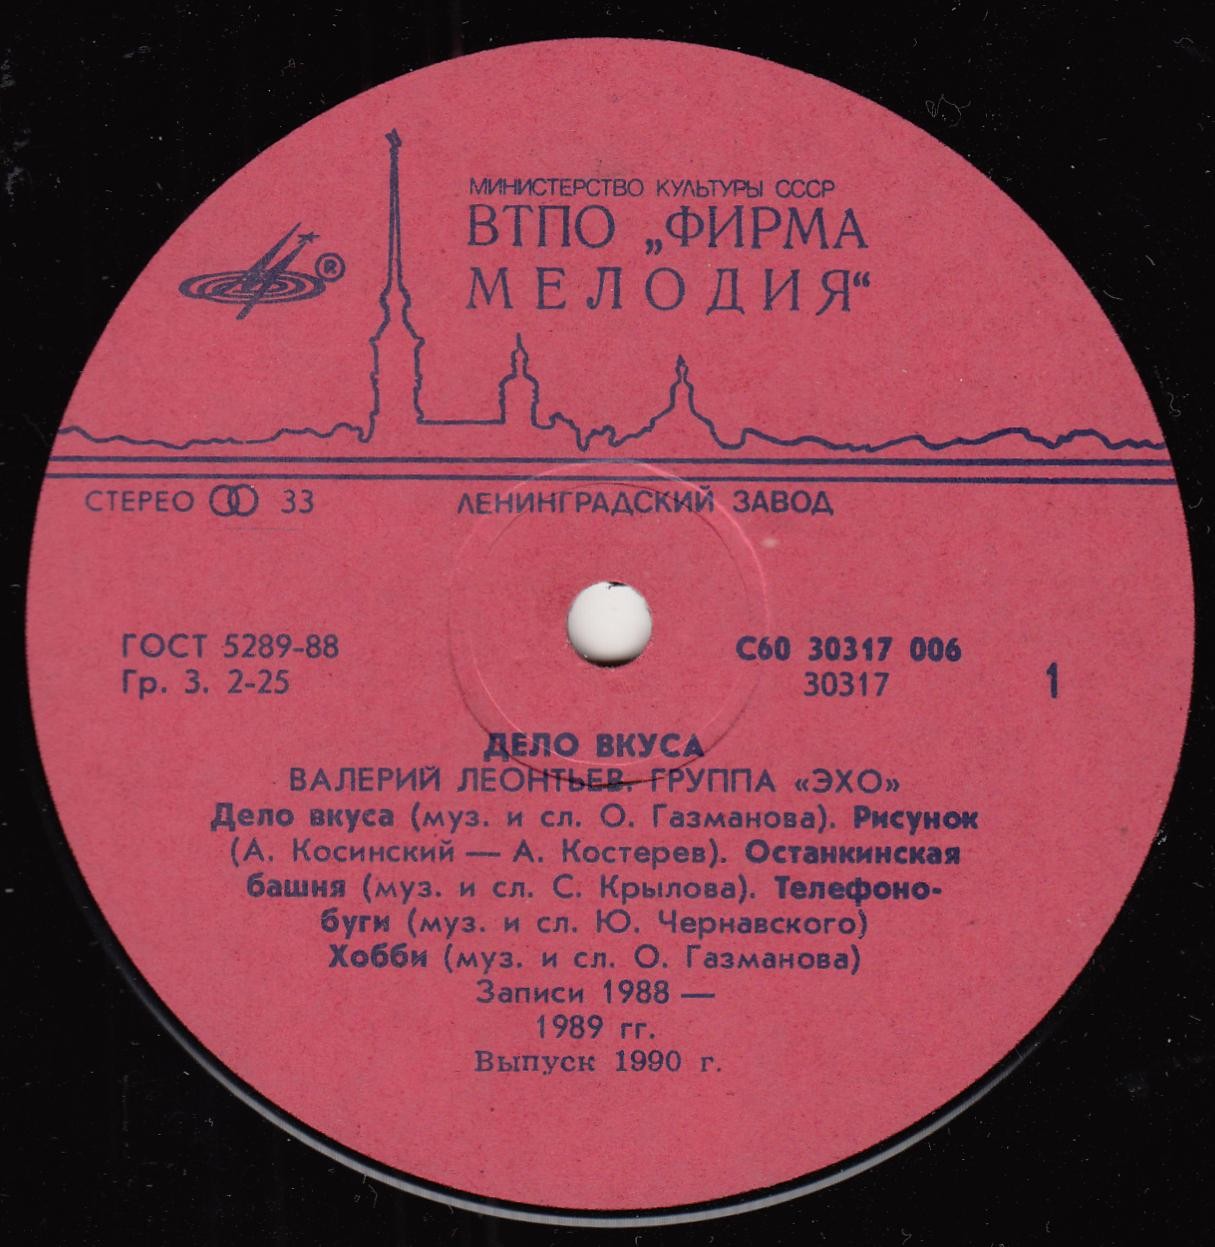 МИНИСТЕРСТВО КУЛЬТУРЫ СССР
ВТПО „ФИРМА
МЕЛОДИЯ“
®
СТЕРЕО 33
ЛЕНИНГРАДСКИЙ ЗАВОД
ГОСТ 5289-88
Гр. 3. 2-25
С60 30317 006
30317
1
ДЕЛО ВКУСА
ВАЛЕРИЙ ЛЕОНТЬЕВ. ГРУППА «ЭХО»
Дело вкуса (муз. и сл. О. Газманова). Рисунок
(А. Косинский — А. Костерев). Останкинская
башня (муз. и сл. С. Крылова). Телефоно-
буги (муз. и сл. Ю. Чернавского)
Хобби (муз. и сл. О. Газманова)
Записи 1988 —
1989 гг.
Выпуск 1990 г.